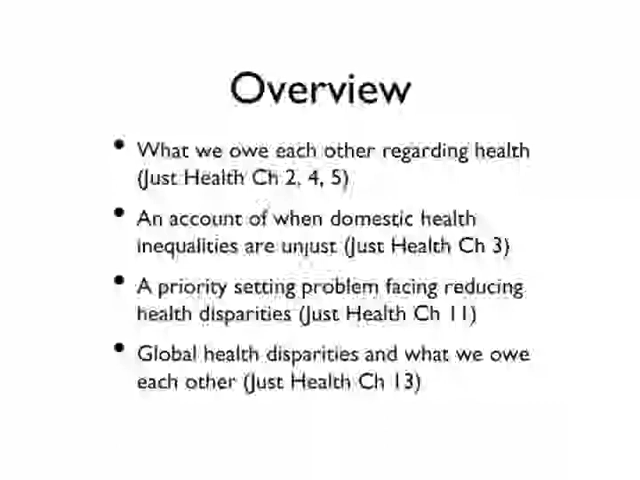 Overview
• What we owe each other regarding health
(Just Health Ch 2, 4, 5)
• An account of when domestic health
inequalities are unjust (Just Health Ch 3)
• A priority setting problem facing reducing
health disparities (Just Health Ch 11)
• Global health disparities and what we owe
each other (Just Health Ch 13)